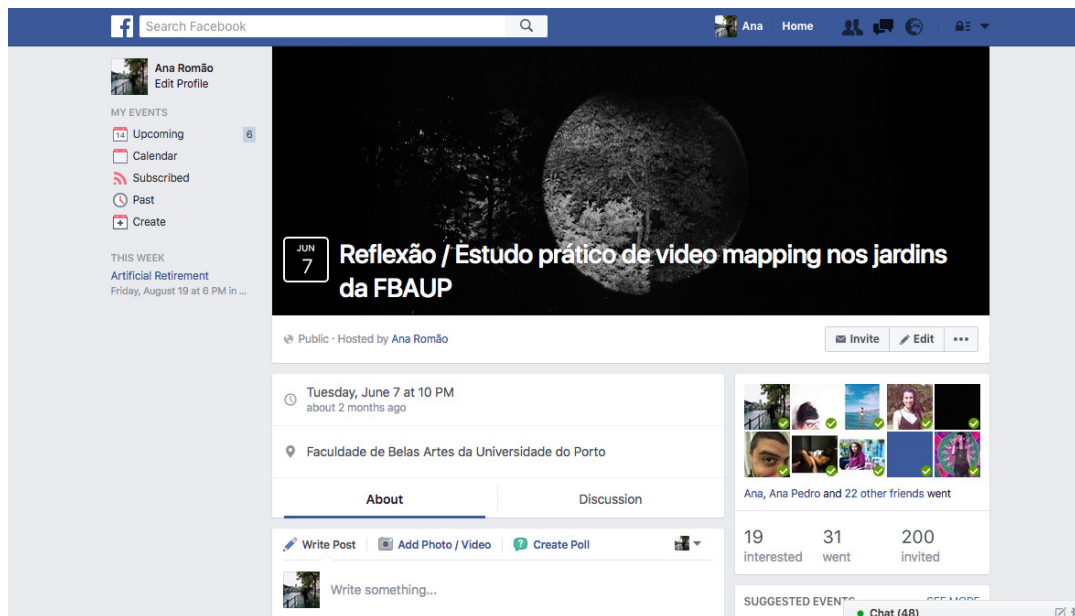 Search Facebook
Ana
Home
Ana Romão
Edit Profile
MY EVENTS
14 Upcoming 6
Calendar
Subscribed
Past
Create
THIS WEEK
Artificial Retirement
Friday, August 19 at 6 PM in ...
JUN
7
Reflexão / Estudo prático de video mapping nos jardins
da FBAUP
Public · Hosted by Ana Romão
Invite
Edit
Tuesday, June 7 at 10 PM
about 2 months ago
Faculdade de Belas Artes da Universidade do Porto
About
Discussion
Write Post
Add Photo / Video
Create Poll
Write something...
Ana, Ana Pedro and 22 other friends went
19 31 200
interested went invited
SUGGESTED EVENTS
SEE MORE
Chat (48)